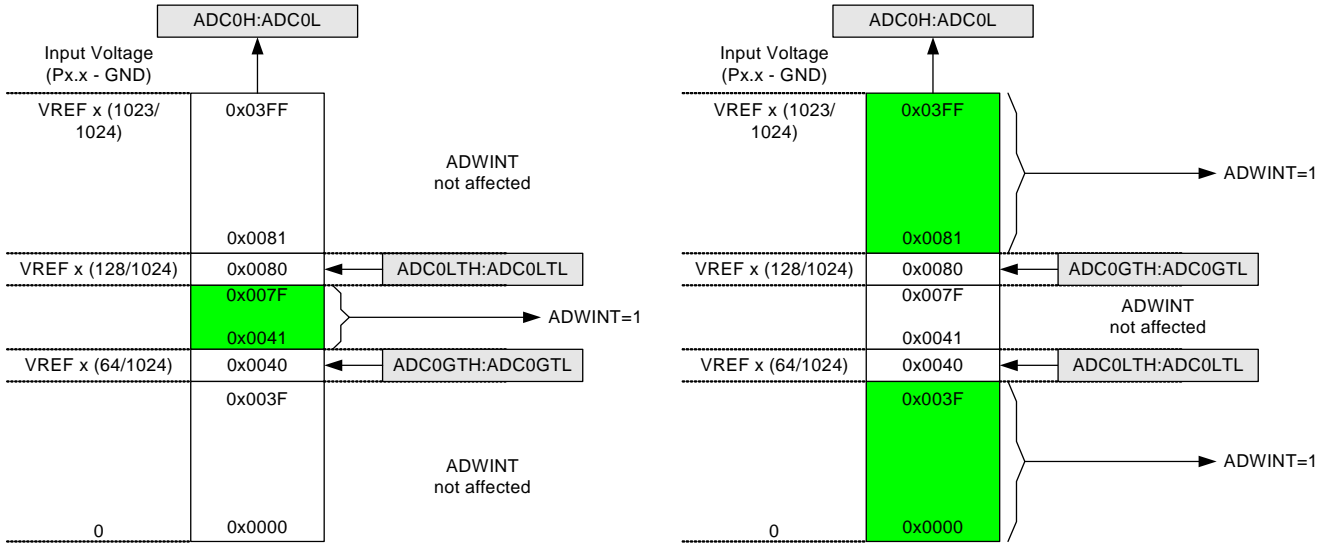 ADC0H:ADC0L
Input Voltage
(Px.x - GND)
VREF x (1023/
1024)
0x03FF
ADWINT
not affected
0x0081
VREF x (128/1024)
0x0080
ADC0LTH:ADC0LTL
0x007F
ADWINT=1
0x0041
VREF x (64/1024)
0x0040
ADC0GTH:ADC0GTL
0x003F
ADWINT
not affected
0
0x0000
ADC0H:ADC0L
Input Voltage
(Px.x - GND)
VREF x (1023/
1024)
0x03FF
ADWINT=1
0x0081
VREF x (128/1024)
0x0080
ADC0GTH:ADC0GTL
0x007F
ADWINT
not affected
0x0041
VREF x (64/1024)
0x0040
ADC0LTH:ADC0LTL
0x003F
ADWINT=1
0
0x0000